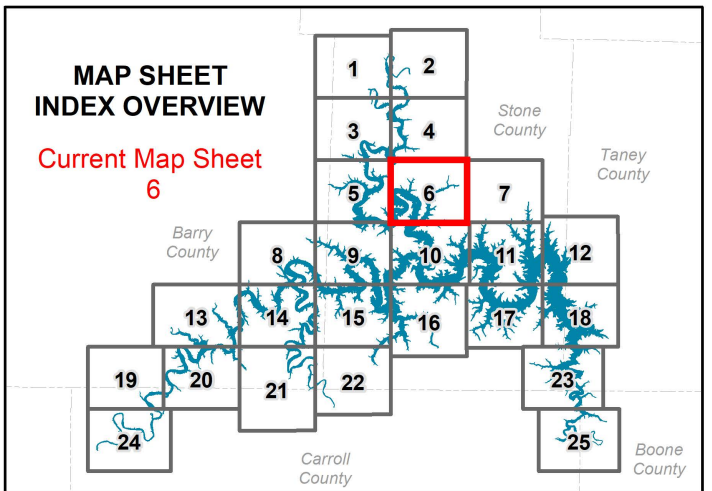 MAP SHEET
INDEX OVERVIEW
Current Map Sheet
6
1
2
3
4
Stone
County
Taney
County
5
6
7
Barry
County
8
9
10
11
12
13
14
15
16
17
18
19
20
21
22
23
24
25
Carroll
County
Boone
County